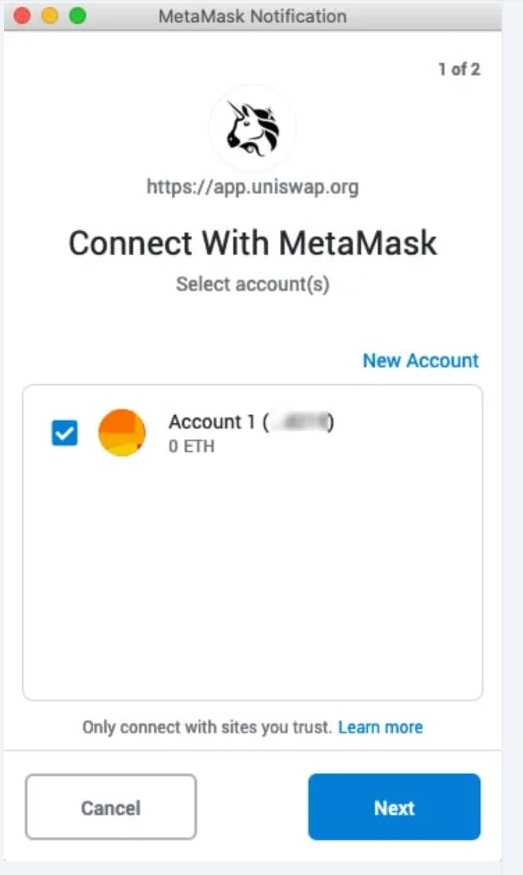 MetaMask Notification
1 of 2
https://app.uniswap.org
Connect With MetaMask
Select account(s)
New Account
Account 1 (...)
0 ETH
Only connect with sites you trust. Learn more
Cancel
Next